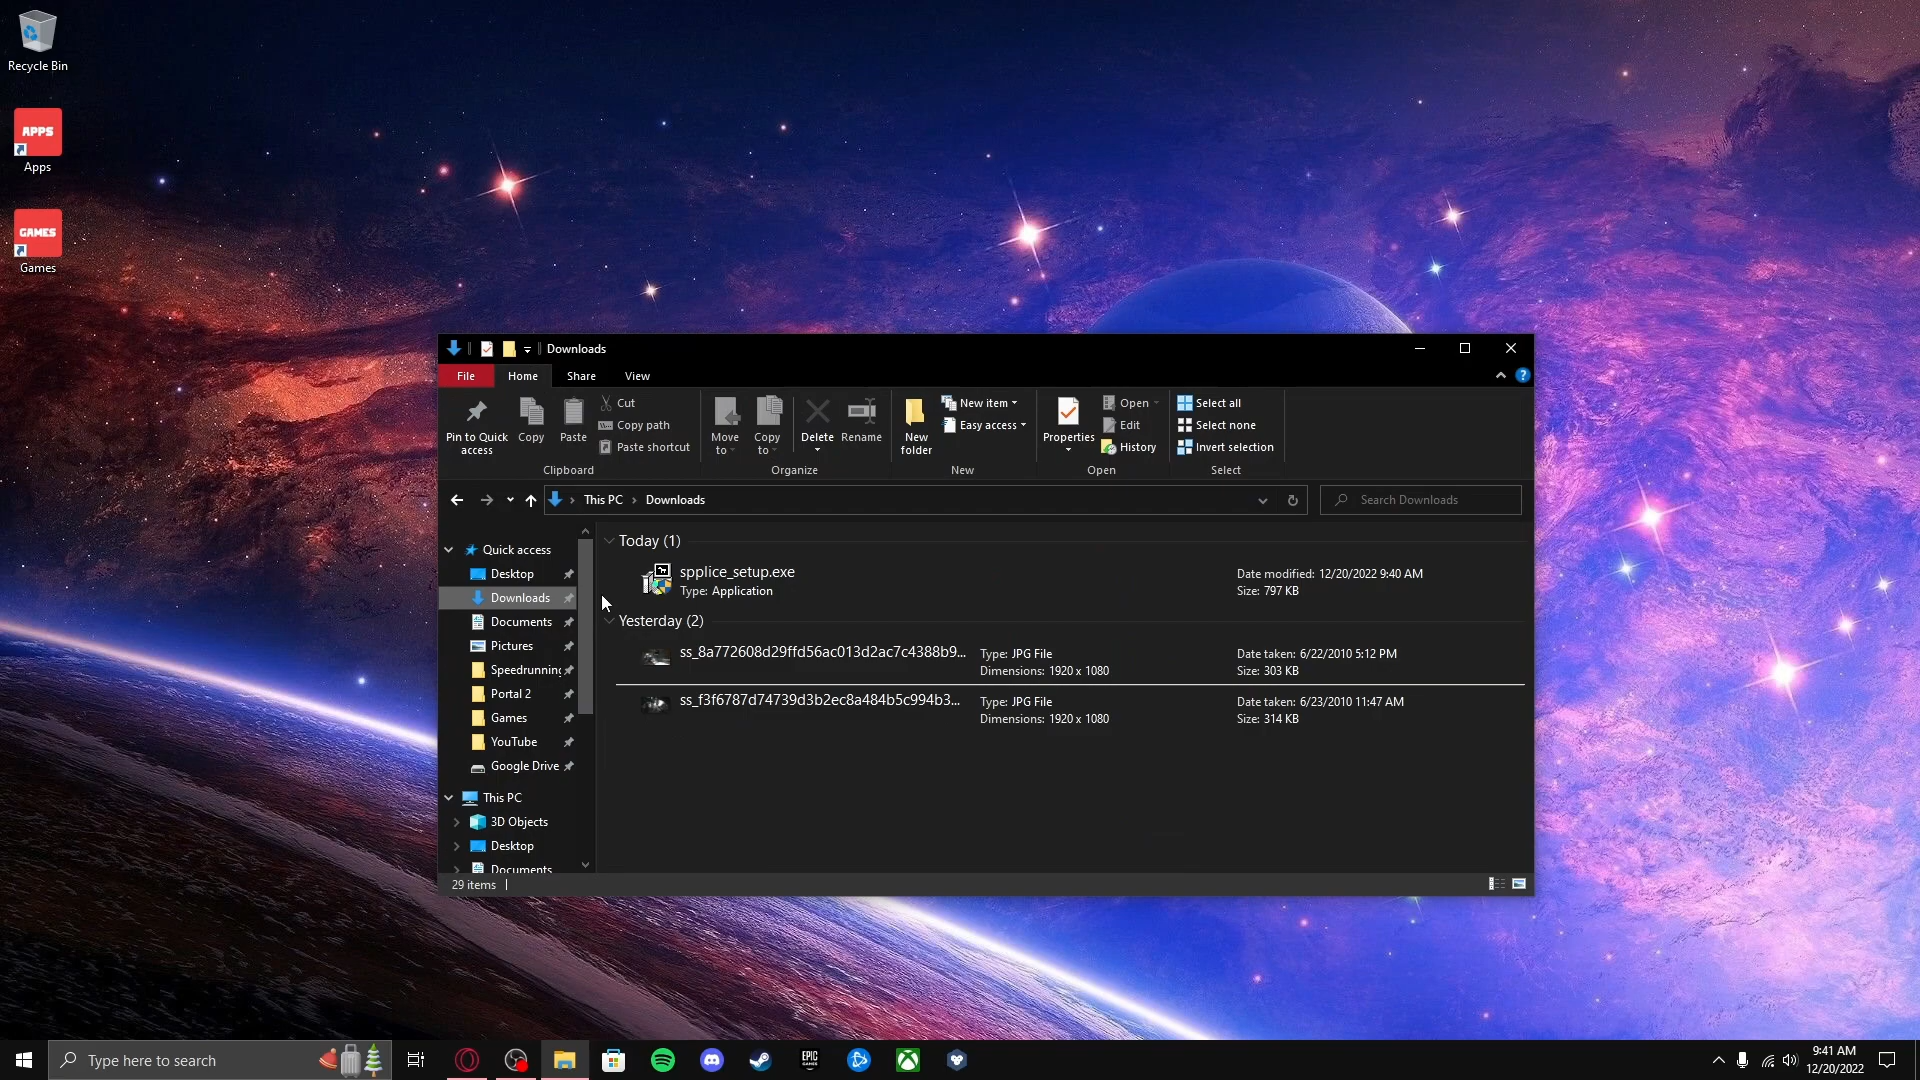 Recycle Bin
APPS
Apps
GAMES
Games
Downloads
File
Home
Share
View
Pin to Quick access
Copy
Paste
Cut
Copy path
Paste shortcut
Clipboard
Move to
Copy to
Delete
Rename
Organize
New folder
New item
Easy access
New
Properties
Open
Edit
History
Open
Select all
Select none
Invert selection
Select
This PC
Downloads
Search Downloads
Quick access
Desktop
Downloads
Documents
Pictures
Speedrunning
Portal 2
Games
YouTube
Google Drive
This PC
3D Objects
Desktop
Documents
Today (1)
spplice_setup.exe
Type: Application
Date modified: 12/20/2022 9:40 AM
Size: 797 KB
Yesterday (2)
ss_8a772608d29ffd56ac013d2ac7c4388b9...
Type: JPG File
Dimensions: 1920 x 1080
Date taken: 6/22/2010 5:12 PM
Size: 303 KB
ss_f3f6787d74739d3b2ec8a484b5c994b3...
Type: JPG File
Dimensions: 1920 x 1080
Date taken: 6/23/2010 11:47 AM
Size: 314 KB
29 items
Type here to search
EPIC
GAMES
9:41 AM
12/20/2022